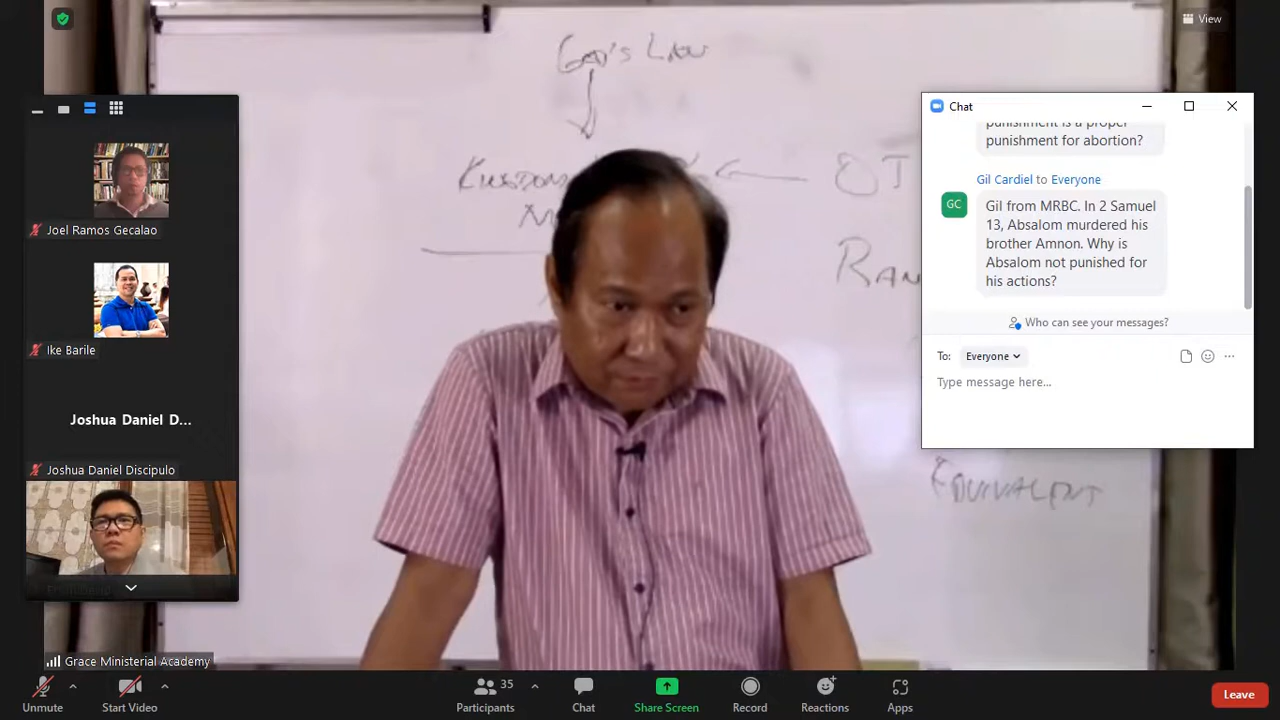 View
God's Law
OT
Joel Ramos Gecalao
Ike Barile
Joshua Daniel D...
Joshua Daniel Discipulo
Grace Ministerial Academy
Chat
punishment is a proper
punishment for abortion?
Gil Cardiel to Everyone
GC
Gil from MRBC. In 2 Samuel
13, Absalom murdered his
brother Amnon. Why is
Absalom not punished for
his actions?
Who can see your messages?
To: Everyone
Type message here...
Equivalent
Unmute
Start Video
35
Participants
Chat
Share Screen
Record
Reactions
Apps
Leave